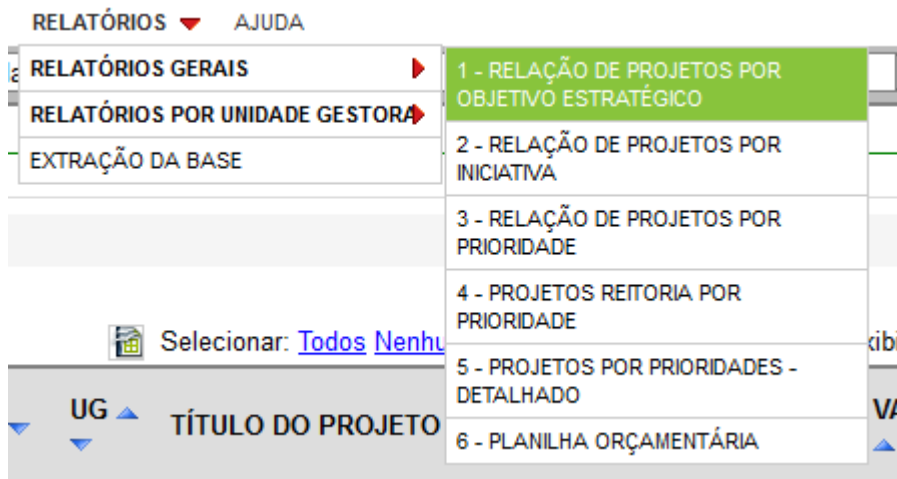 RELATÓRIOS AJUDA
RELATÓRIOS GERAIS
RELATÓRIOS POR UNIDADE GESTORA
EXTRAÇÃO DA BASE
1 - RELAÇÃO DE PROJETOS POR
OBJETIVO ESTRATÉGICO
2 - RELAÇÃO DE PROJETOS POR
INICIATIVA
3 - RELAÇÃO DE PROJETOS POR
PRIORIDADE
4 - PROJETOS REITORIA POR
PRIORIDADE
5 - PROJETOS POR PRIORIDADES -
DETALHADO
6 - PLANILHA ORÇAMENTÁRIA
Selecionar: Todos
UG TÍTULO DO PROJETO